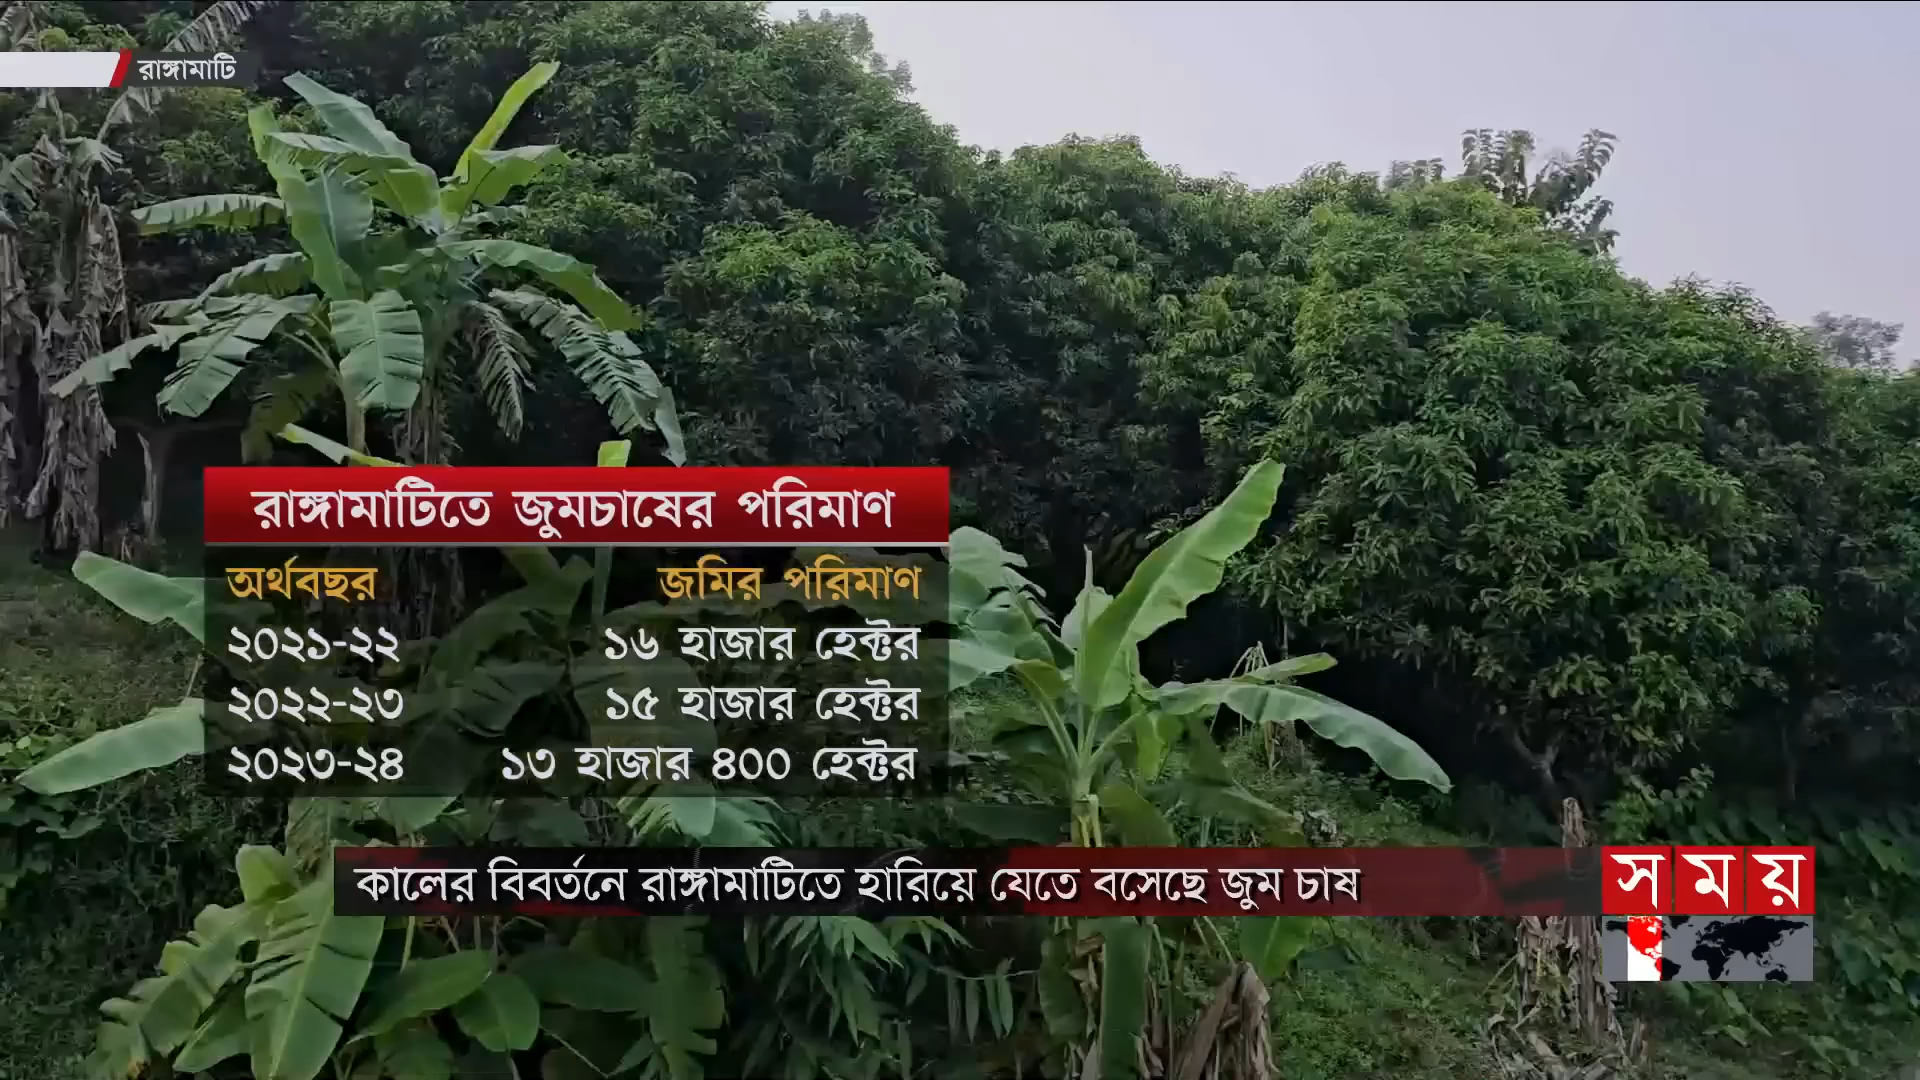 রাঙ্গামাটি
রাঙ্গামাটিতে জুমচাষের পরিমাণ
অর্থবছর জমির পরিমাণ
২০২১-২২ ১৬ হাজার হেক্টর
২০২২-২৩ ১৫ হাজার হেক্টর
২০২৩-২৪ ১৩ হাজার ৪০০ হেক্টর
কালের বিবর্তনে রাঙ্গামাটিতে হারিয়ে যেতে বসেছে জুম চাষ
সময়